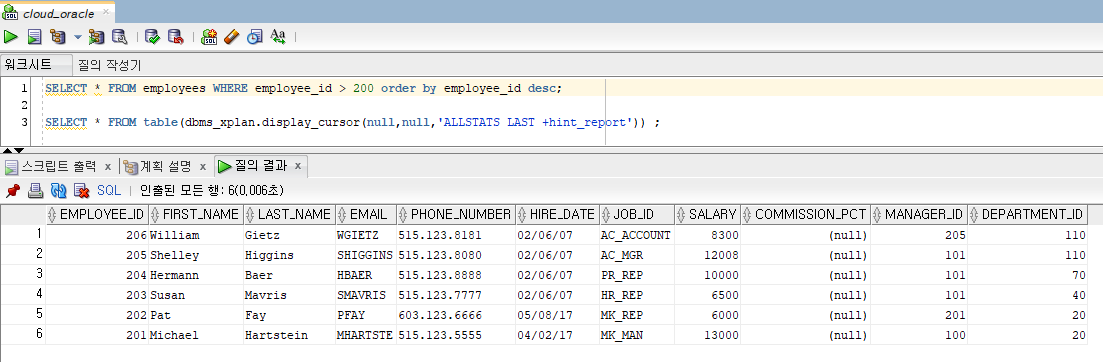 cloud_oracle
워크시트 질의 작성기
1 SELECT * FROM employees WHERE employee_id > 200 order by employee_id desc;
2
3 SELECT * FROM table(dbms_xplan.display_cursor(null,null,'ALLSTATS LAST +hint_report')) ;
스크립트 출력 x 계획 설명 x 질의 결과 x
SQL | 인출된 모든 행: 6(0,006초)
EMPLOYEE_ID FIRST_NAME LAST_NAME EMAIL PHONE_NUMBER HIRE_DATE JOB_ID SALARY COMMISSION_PCT MANAGER_ID DEPARTMENT_ID
1 206 William Gietz WGIETZ 515.123.8181 02/06/07 AC_ACCOUNT 8300 (null) 205 110
2 205 Shelley Higgins SHIGGINS 515.123.8080 02/06/07 AC_MGR 12008 (null) 101 110
3 204 Hermann Baer HBAER 515.123.8888 02/06/07 PR_REP 10000 (null) 101 70
4 203 Susan Mavris SMAVRIS 515.123.7777 02/06/07 HR_REP 6500 (null) 101 40
5 202 Pat Fay PFAY 603.123.6666 05/08/17 MK_REP 6000 (null) 201 20
6 201 Michael Hartstein MHARTSTE 515.123.5555 04/02/17 MK_MAN 13000 (null) 100 20